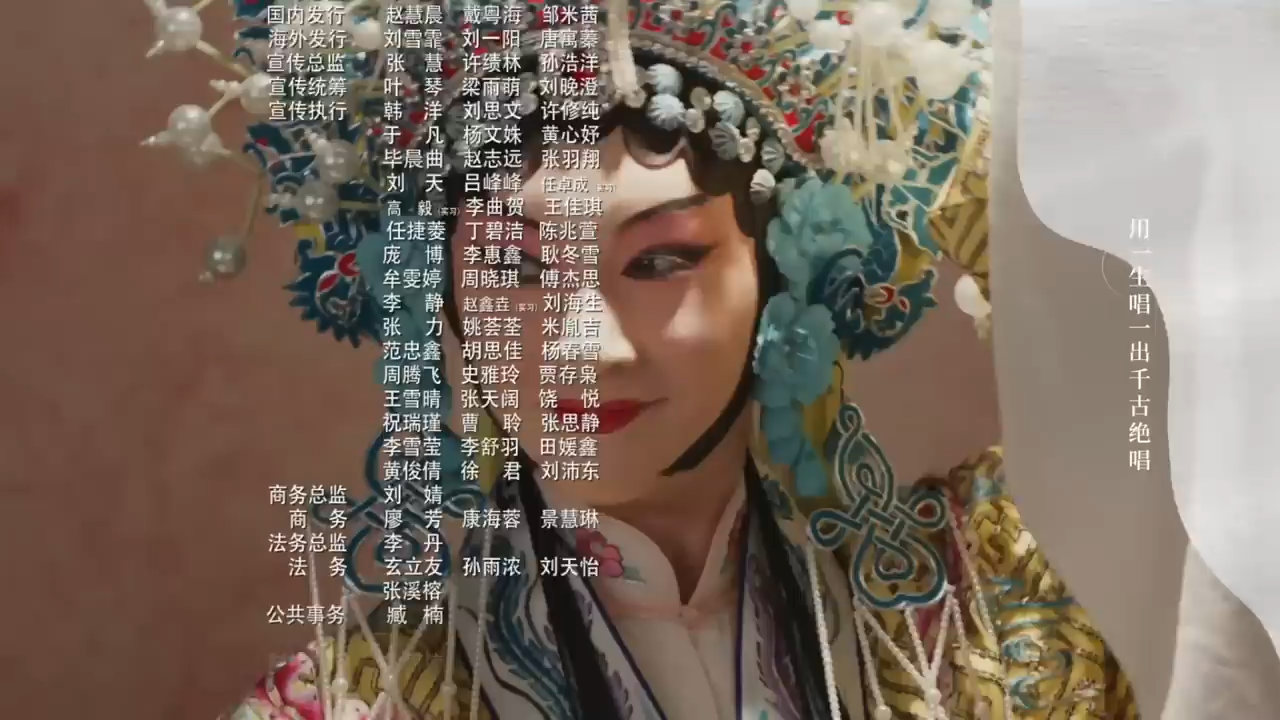 国内发行 赵慧晨 戴粤海 邹米茜
海外发行 刘雪霏 刘一阳 唐寓蓁
宣传总监 张 慧 许绩林 孙浩洋
宣传统筹 叶 琴 梁雨萌 刘晚澄
宣传执行 韩 洋 刘思文 许修纯
于 凡 杨文姝 黄心妤
毕晨曲 赵志远 张羽翔
刘 天 吕峰峰 任卓成（实习）
高 毅（实习） 李曲贺 王佳琪
任捷菱 丁碧洁 陈兆萱
庞 博 李惠鑫 耿冬雪
牟雯婷 周晓琪 傅杰思
李 静 赵鑫垚（实习） 刘海生
张 力 姚荟荃 米胤吉
范忠鑫 胡思佳 杨春雪
周腾飞 史雅玲 贾存枭
王雪晴 张天阔 饶 悦
祝瑞瑾 曹 聆 张思静
李雪莹 李舒羽 田媛鑫
黄俊倩 徐 君 刘沛东
商务总监 刘 婧
商 务 廖 芳 康海蓉 景慧琳
法务总监 李 丹
法 务 玄立友 孙雨浓 刘天怡
张溪榕
公共事务 臧 楠
用一生唱一出千古绝唱